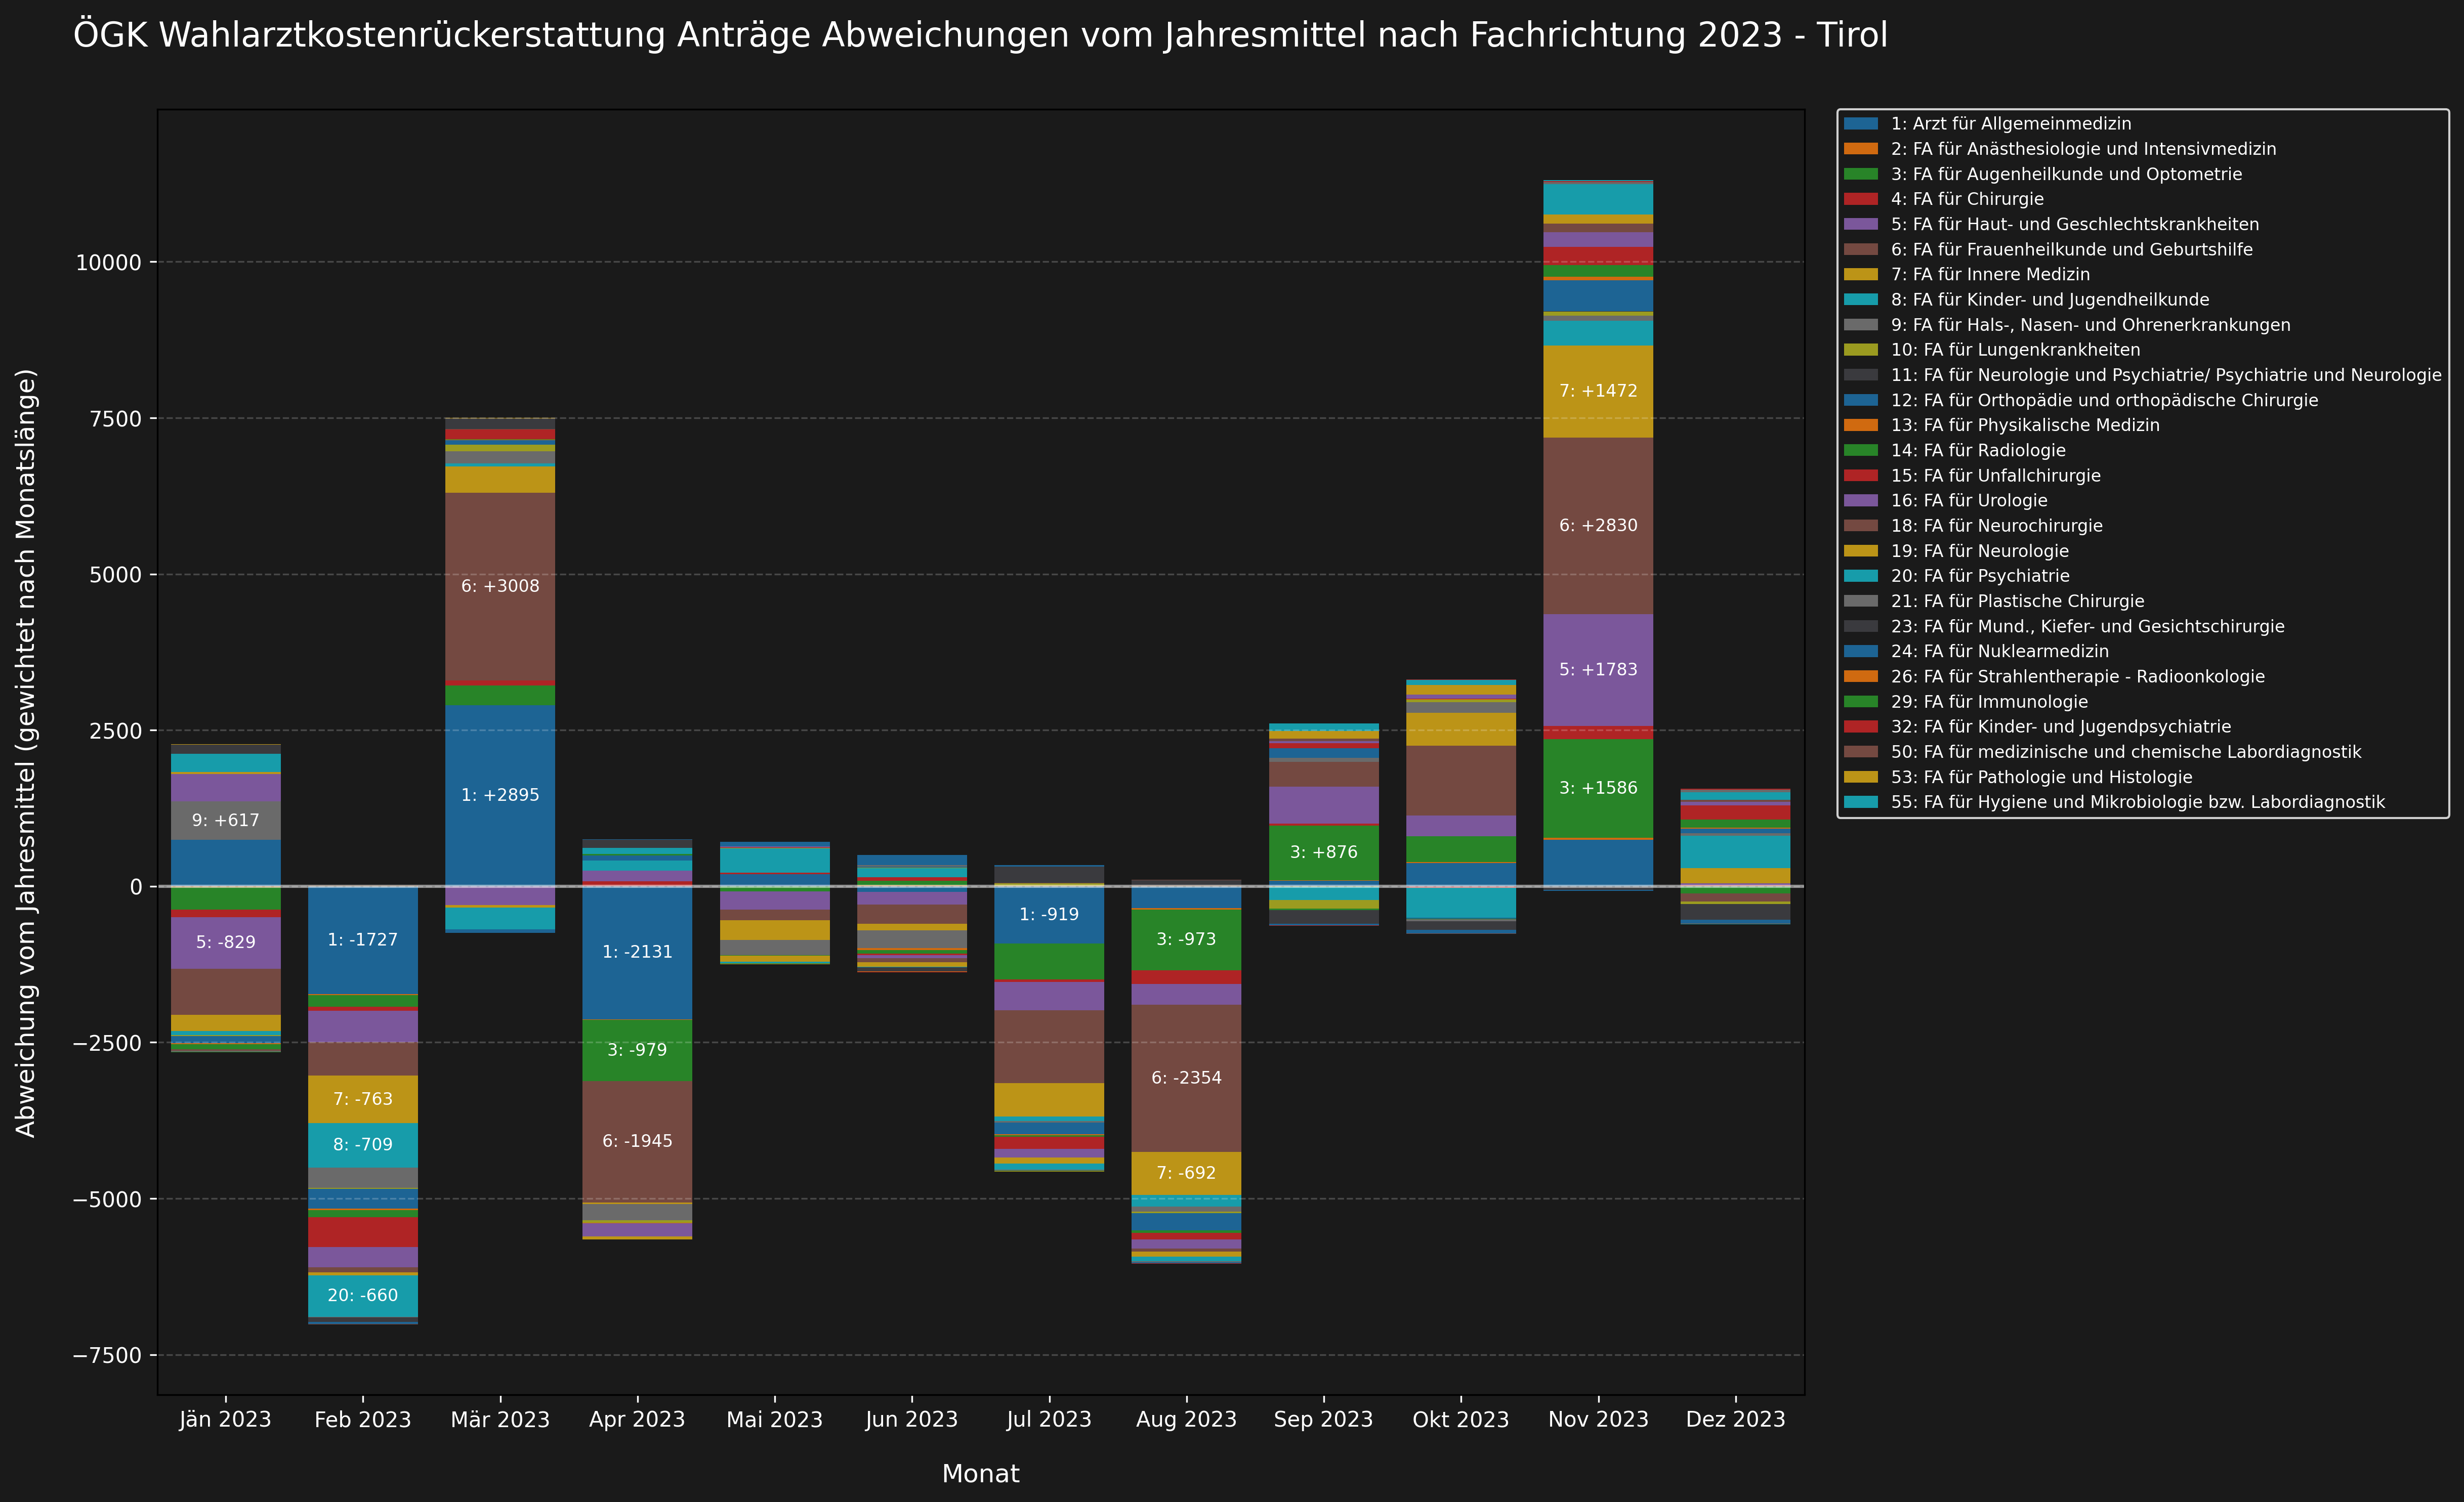 ÖGK Wahlarztkostenrückerstattung Anträge Abweichungen vom Jahresmittel nach Fachrichtung 2023 - Tirol
Abweichung vom Jahresmittel (gewichtet nach Monatslänge)
10000
7500
5000
2500
0
−2500
−5000
−7500
9: +617
5: -829
1: -1727
7: -763
8: -709
20: -660
6: +3008
1: +2895
1: -2131
3: -979
6: -1945
1: -919
3: -973
6: -2354
7: -692
3: +876
7: +1472
6: +2830
5: +1783
3: +1586
Jän 2023
Feb 2023
Mär 2023
Apr 2023
Mai 2023
Jun 2023
Jul 2023
Aug 2023
Sep 2023
Okt 2023
Nov 2023
Dez 2023
Monat
1: Arzt für Allgemeinmedizin
2: FA für Anästhesiologie und Intensivmedizin
3: FA für Augenheilkunde und Optometrie
4: FA für Chirurgie
5: FA für Haut- und Geschlechtskrankheiten
6: FA für Frauenheilkunde und Geburtshilfe
7: FA für Innere Medizin
8: FA für Kinder- und Jugendheilkunde
9: FA für Hals-, Nasen- und Ohrenerkrankungen
10: FA für Lungenkrankheiten
11: FA für Neurologie und Psychiatrie/ Psychiatrie und Neurologie
12: FA für Orthopädie und orthopädische Chirurgie
13: FA für Physikalische Medizin
14: FA für Radiologie
15: FA für Unfallchirurgie
16: FA für Urologie
18: FA für Neurochirurgie
19: FA für Neurologie
20: FA für Psychiatrie
21: FA für Plastische Chirurgie
23: FA für Mund., Kiefer- und Gesichtschirurgie
24: FA für Nuklearmedizin
26: FA für Strahlentherapie - Radioonkologie
29: FA für Immunologie
32: FA für Kinder- und Jugendpsychiatrie
50: FA für medizinische und chemische Labordiagnostik
53: FA für Pathologie und Histologie
55: FA für Hygiene und Mikrobiologie bzw. Labordiagnostik